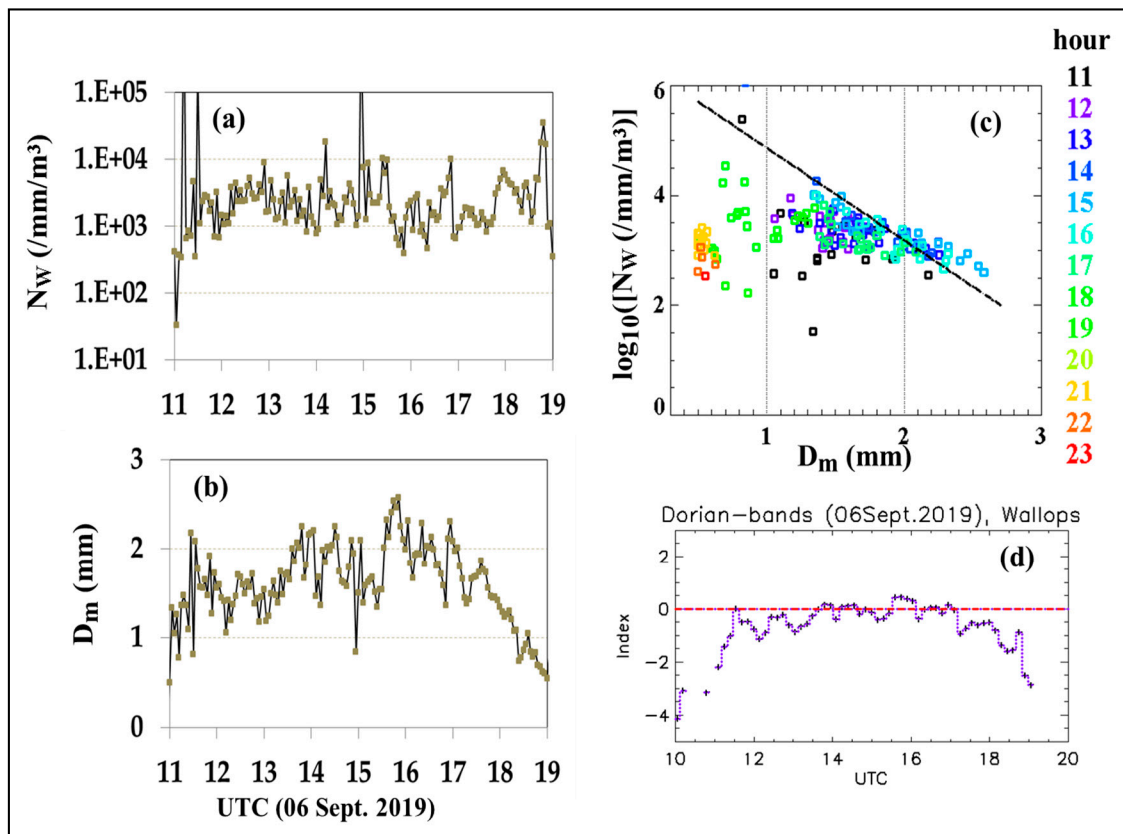 (a)
N_W (/mm/m³)
1.E+05
1.E+04
1.E+03
1.E+02
1.E+01
11 12 13 14 15 16 17 18 19
(b)
D_m (mm)
3
2
1
0
11 12 13 14 15 16 17 18 19
UTC (06 Sept. 2019)
(c)
log₁₀([N_W (/mm/m³)]
6
4
2
0
1 2 3
D_m (mm)
hour
11
12
13
14
15
16
17
18
19
20
21
22
23
Dorian-bands (06Sept.2019), Wallops
(d)
Index
2
0
-2
-4
10 12 14 16 18 20
UTC